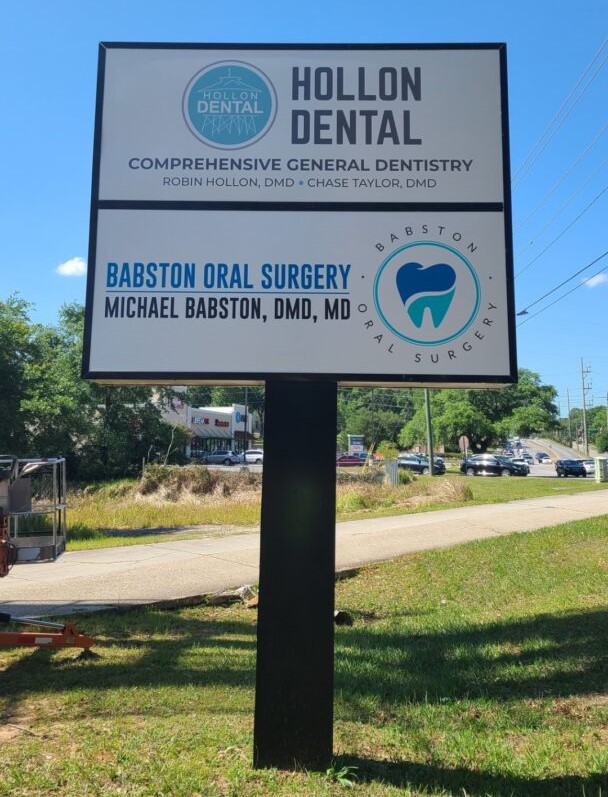 HOLLON
DENTAL
HOLLON
DENTAL
COMPREHENSIVE GENERAL DENTISTRY
ROBIN HOLLON, DMD • CHASE TAYLOR, DMD
BABSTON ORAL SURGERY
MICHAEL BABSTON, DMD, MD
BABSTON
ORAL SURGERY